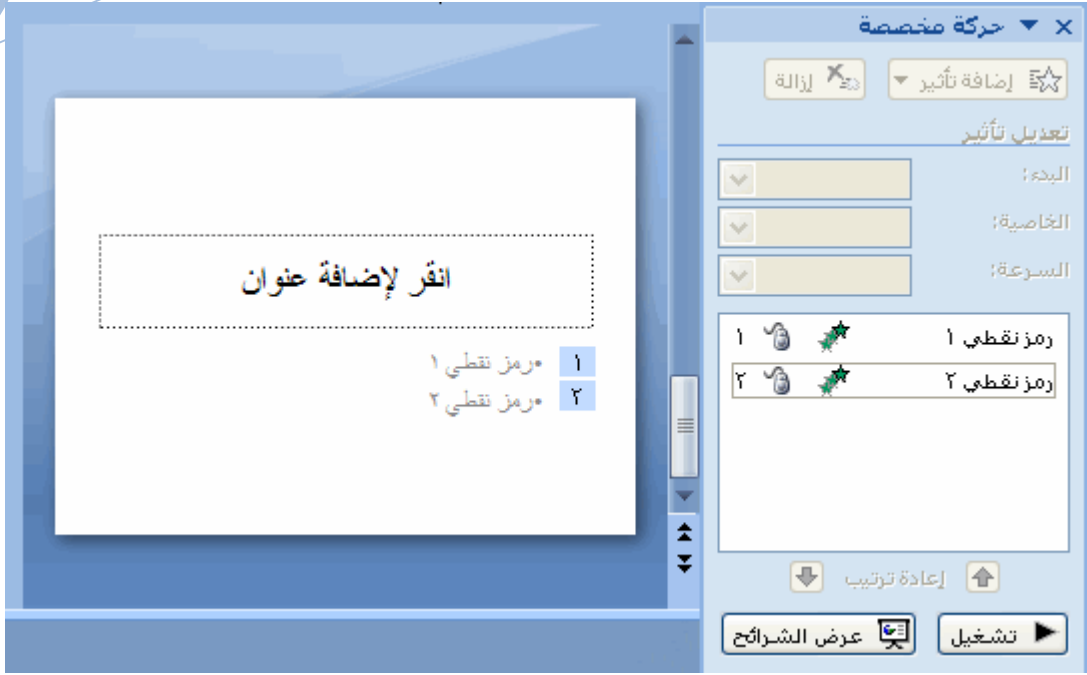 حركة مخصصة
إضافة تأثير
إزالة
تعديل تأثير
البدء:
الخاصية:
السرعة:
رمز نقطي ١ ١
رمز نقطي ٢ ٢
إعادة ترتيب
تشغيل
عرض الشرائح
انقر لإضافة عنوان
١ •رمز نقطي ١
٢ •رمز نقطي ٢